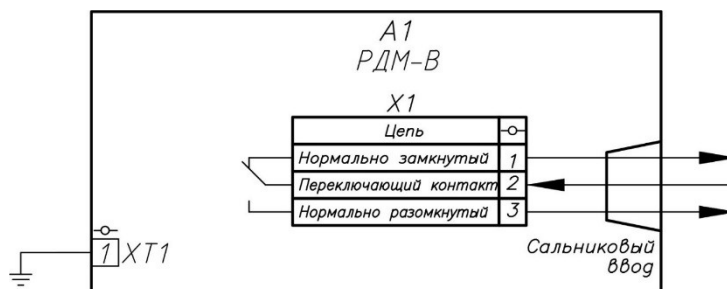 A1
РДМ-В
X1
Цепь
Нормально замкнутый 1
Переключающий контакт 2
Нормально разомкнутый 3
1 XT1
Сальниковый
ввод